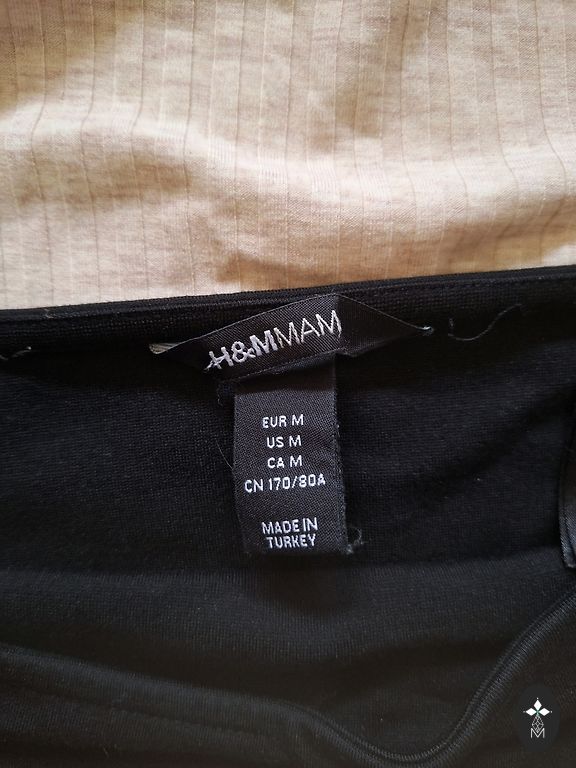 H&MMAM
EUR M
US M
CA M
CN 170/80A
MADE IN
TURKEY